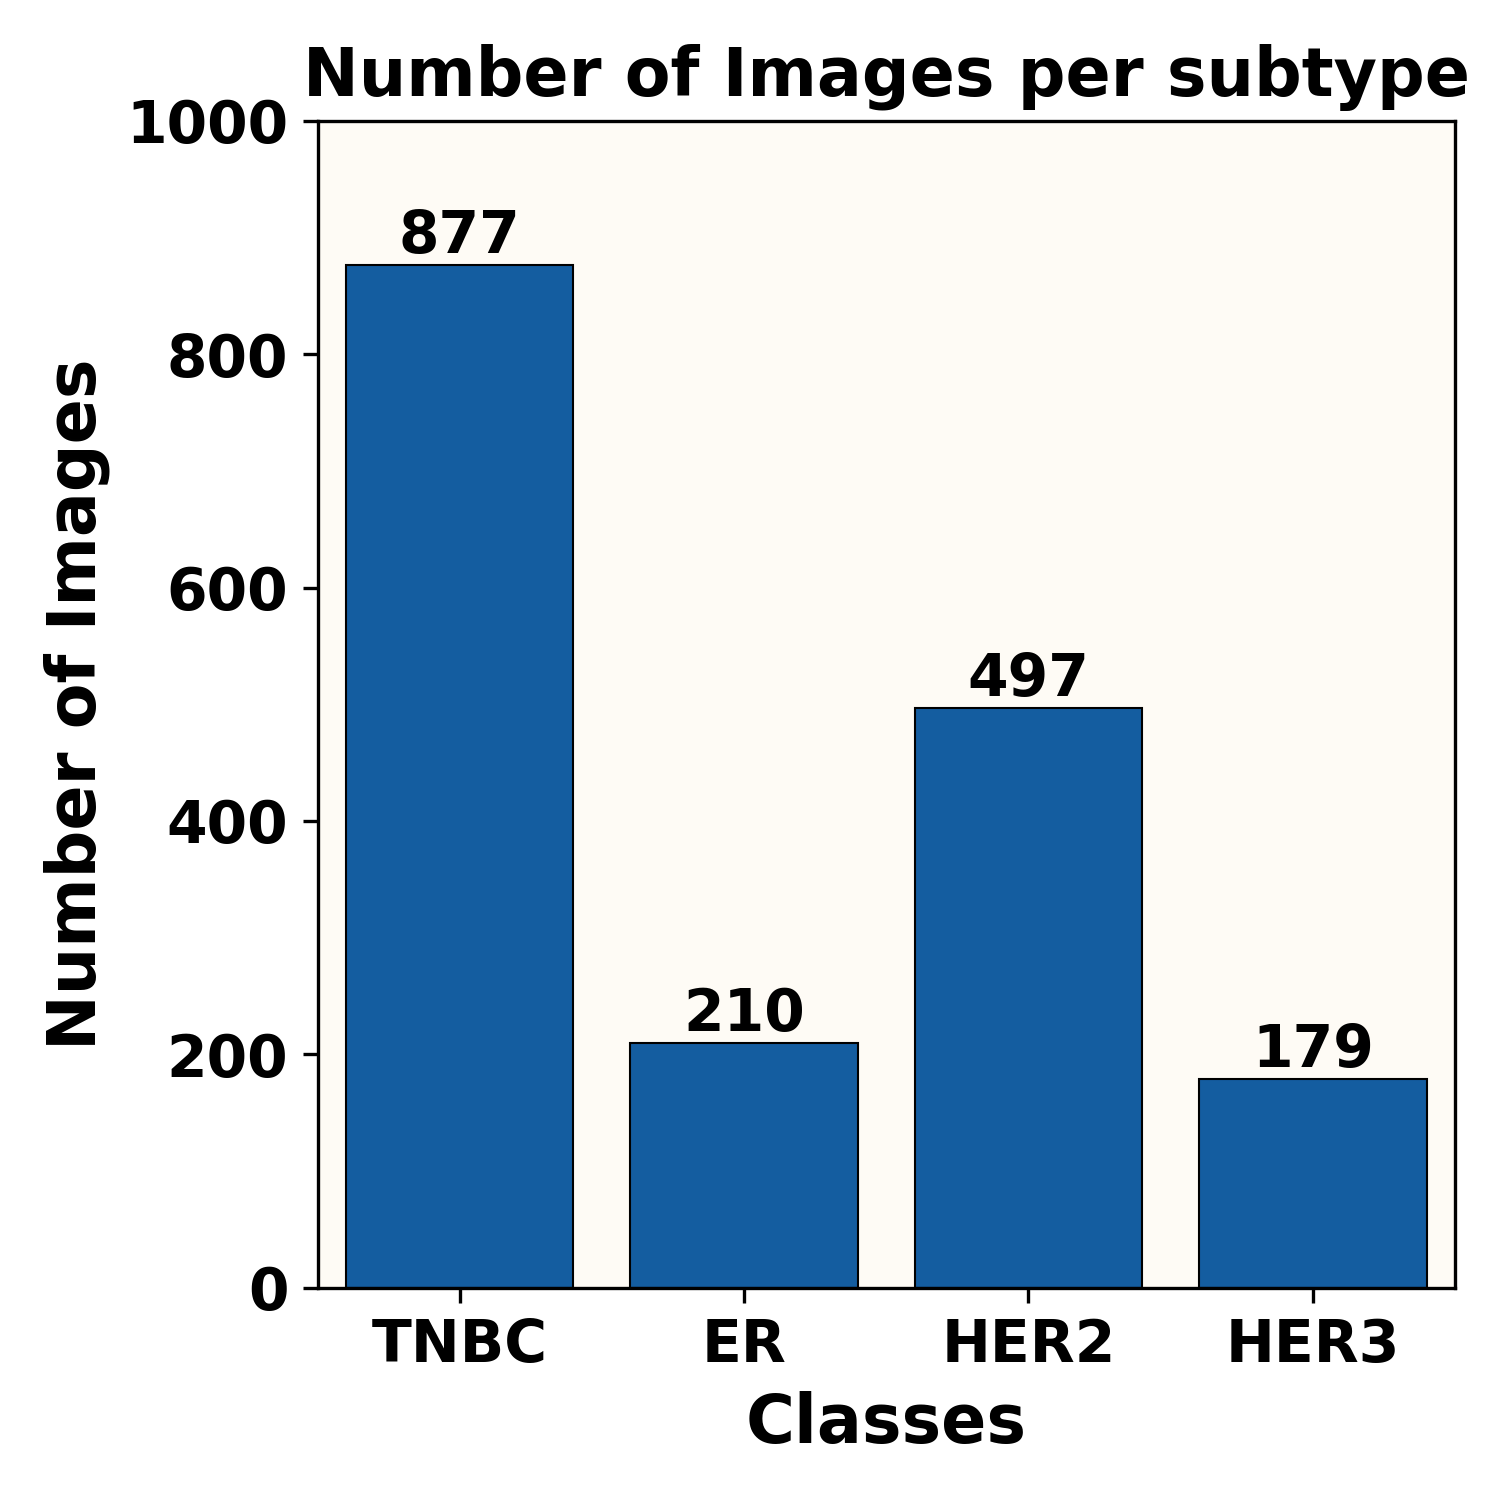 Number of Images per subtype
1000
800
600
400
200
0
Number of Images
877
210
497
179
TNBC
ER
HER2
HER3
Classes